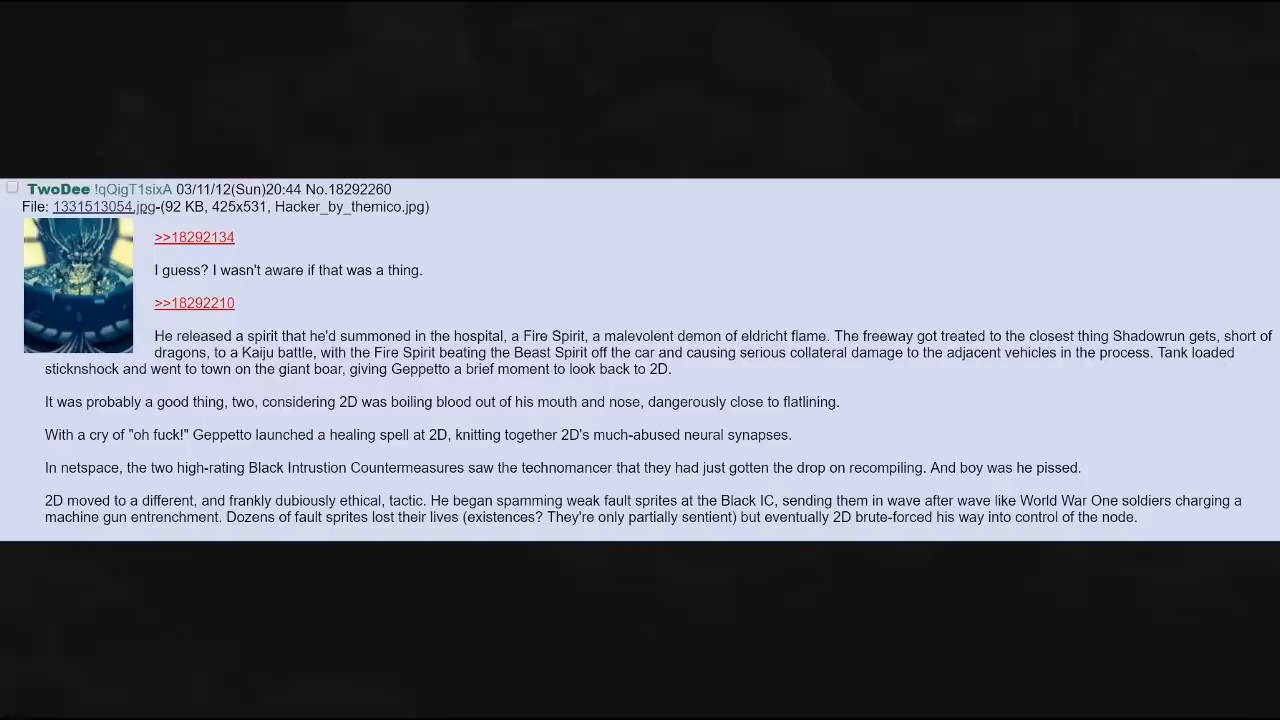 TwoDee !qQigT1sixA 03/11/12(Sun)20:44 No.18292260
File: 1331513054.jpg-(92 KB, 425x531, Hacker_by_themico.jpg)
>>18292134
I guess? I wasn't aware if that was a thing.
>>18292210
He released a spirit that he'd summoned in the hospital, a Fire Spirit, a malevolent demon of eldricht flame. The freeway got treated to the closest thing Shadowrun gets, short of
dragons, to a Kaiju battle, with the Fire Spirit beating the Beast Spirit off the car and causing serious collateral damage to the adjacent vehicles in the process. Tank loaded
sticknshock and went to town on the giant boar, giving Geppetto a brief moment to look back to 2D.
It was probably a good thing, two, considering 2D was boiling blood out of his mouth and nose, dangerously close to flatlining.
With a cry of "oh fuck!" Geppetto launched a healing spell at 2D, knitting together 2D's much-abused neural synapses.
In netspace, the two high-rating Black Intrustion Countermeasures saw the technomancer that they had just gotten the drop on recompiling. And boy was he pissed.
2D moved to a different, and frankly dubiously ethical, tactic. He began spamming weak fault sprites at the Black IC, sending them in wave after wave like World War One soldiers charging a
machine gun entrenchment. Dozens of fault sprites lost their lives (existences? They're only partially sentient) but eventually 2D brute-forced his way into control of the node.